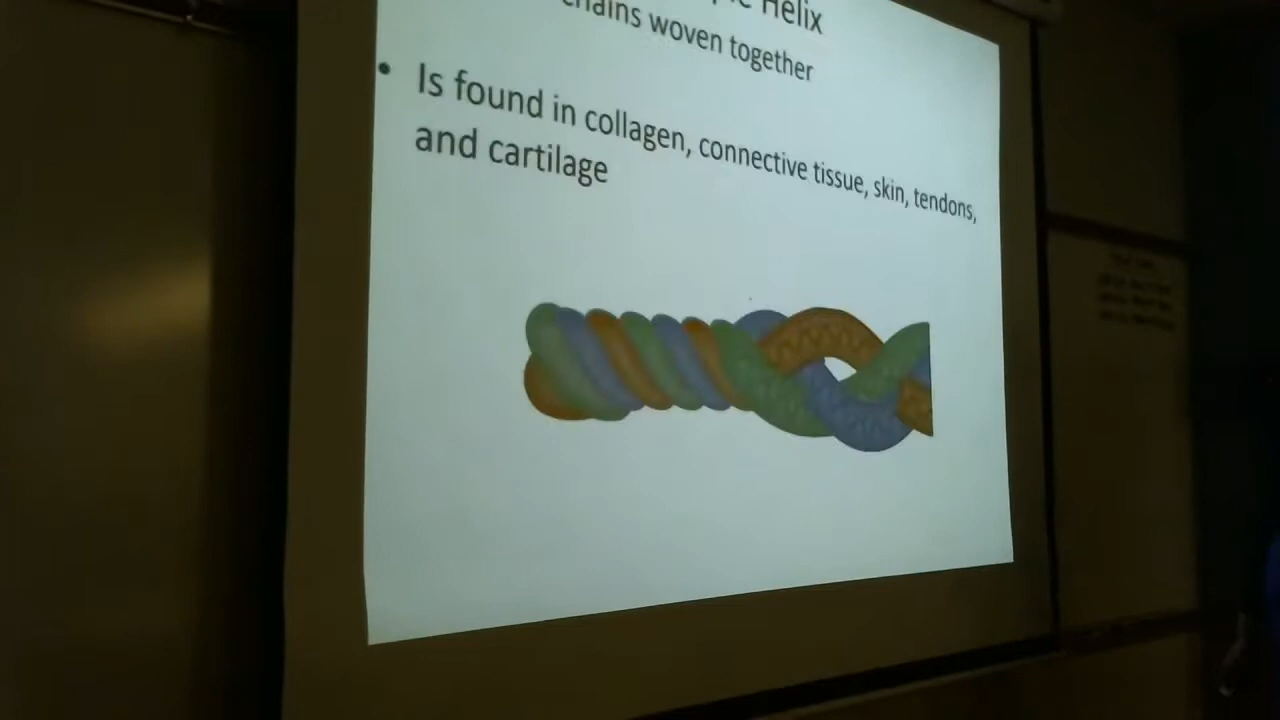 Helix
chains woven together
• Is found in collagen, connective tissue, skin, tendons,
and cartilage